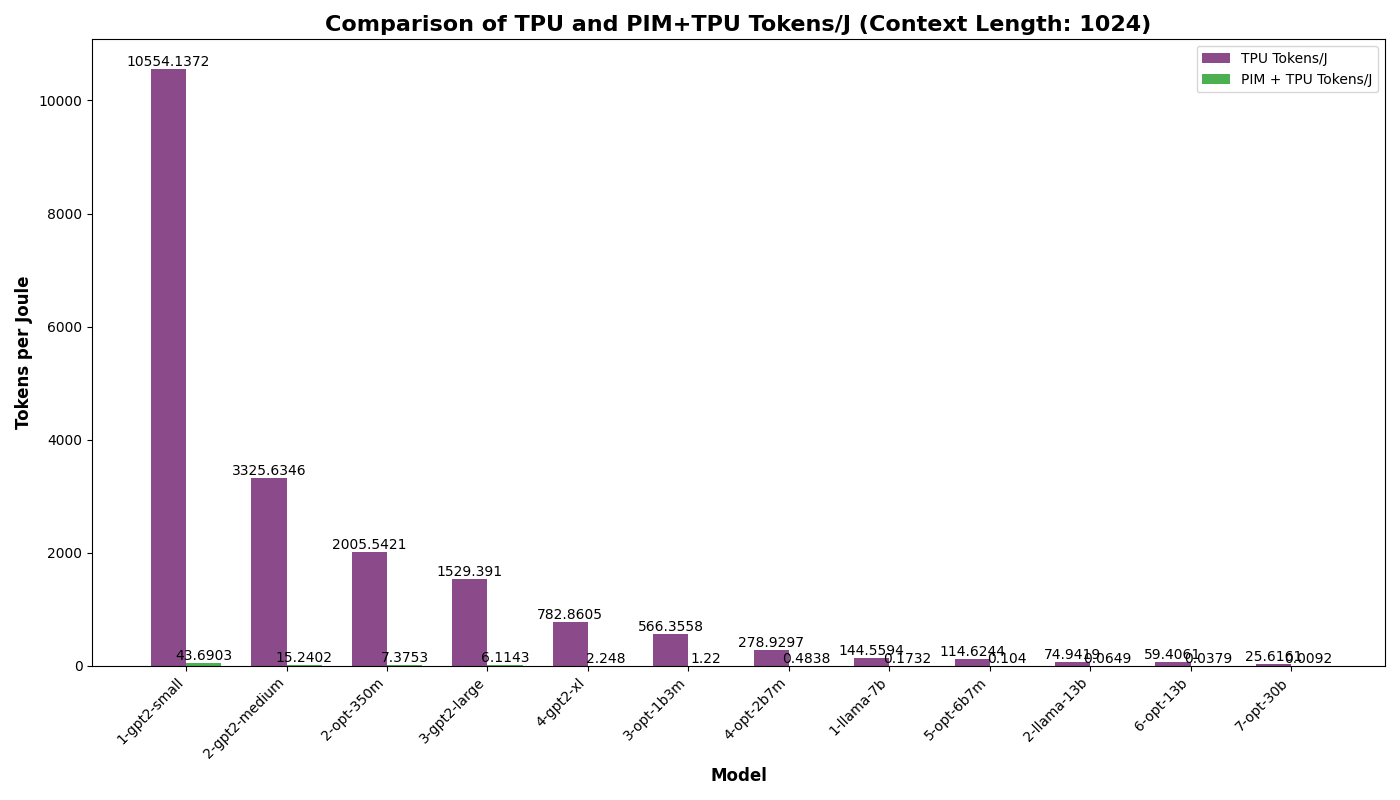 Comparison of TPU and PIM+TPU Tokens/J (Context Length: 1024)
TPU Tokens/J
PIM + TPU Tokens/J
Tokens per Joule
10000
8000
6000
4000
2000
0
10554.1372
43.6903
3325.6346
15.2402
2005.5421
7.3753
1529.391
6.1143
782.8605
2.248
566.3558
1.22
278.9297
0.4838
144.5594
0.1732
114.6244
0.104
74.9419
0.0649
59.4061
0.0379
25.6161
0.0092
1-gpt2-small
2-gpt2-medium
2-opt-350m
3-gpt2-large
4-gpt2-xl
3-opt-1b3m
4-opt-2b7m
1-llama-7b
5-opt-6b7m
2-llama-13b
6-opt-13b
7-opt-30b
Model